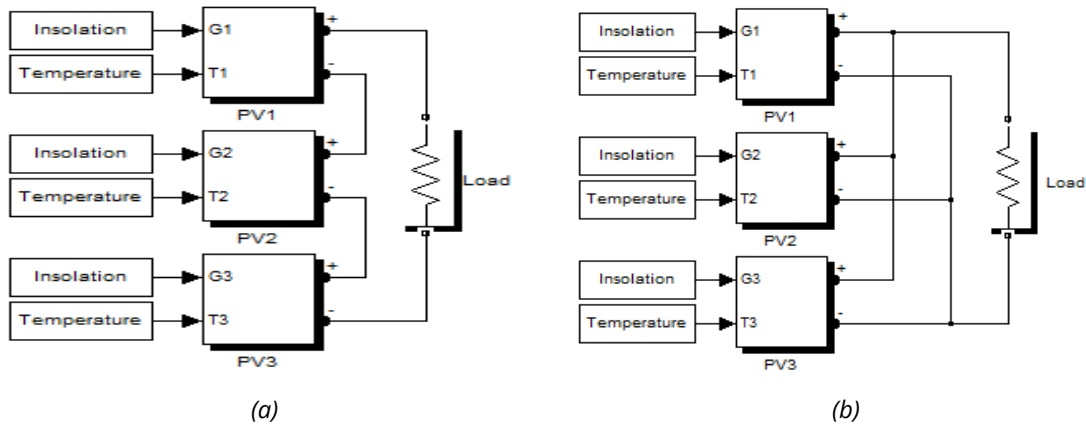 Insolation
G1
+
Temperature
T1
-
PV1
Insolation
G2
+
Temperature
T2
-
PV2
Load
Insolation
G3
+
Temperature
T3
-
PV3
(a)
Insolation
G1
+
Temperature
T1
-
PV1
Insolation
G2
+
Temperature
T2
-
PV2
Load
Insolation
G3
+
Temperature
T3
-
PV3
(b)